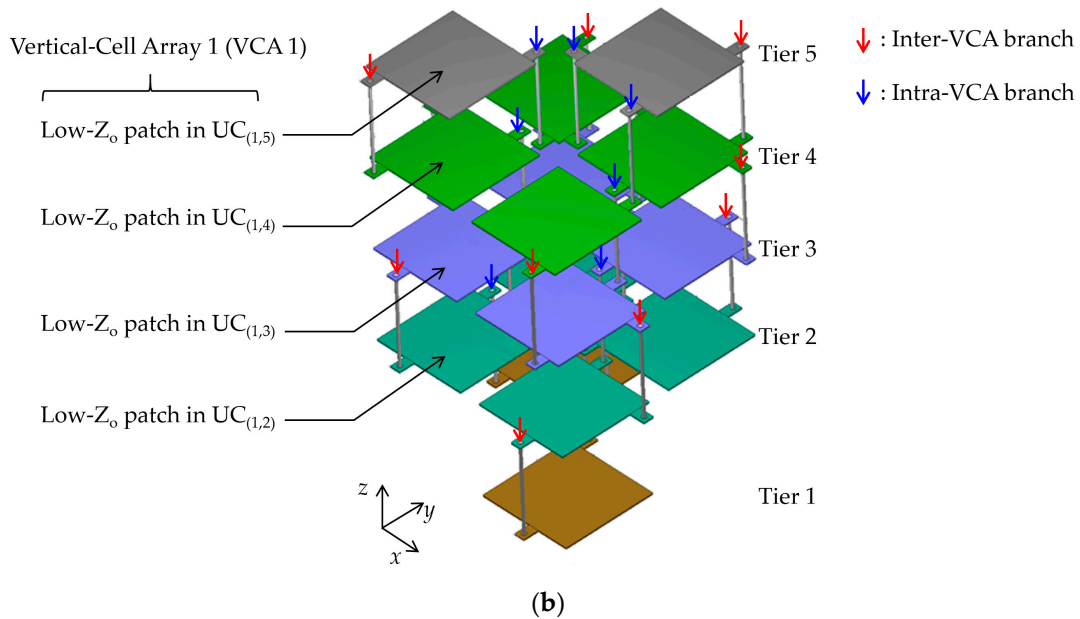 Vertical-Cell Array 1 (VCA 1)
Low-Zₒ patch in UC₍₁,₅₎
Low-Zₒ patch in UC₍₁,₄₎
Low-Zₒ patch in UC₍₁,₃₎
Low-Zₒ patch in UC₍₁,₂₎
Tier 5
Tier 4
Tier 3
Tier 2
Tier 1
: Inter-VCA branch
: Intra-VCA branch
z
y
x
(b)